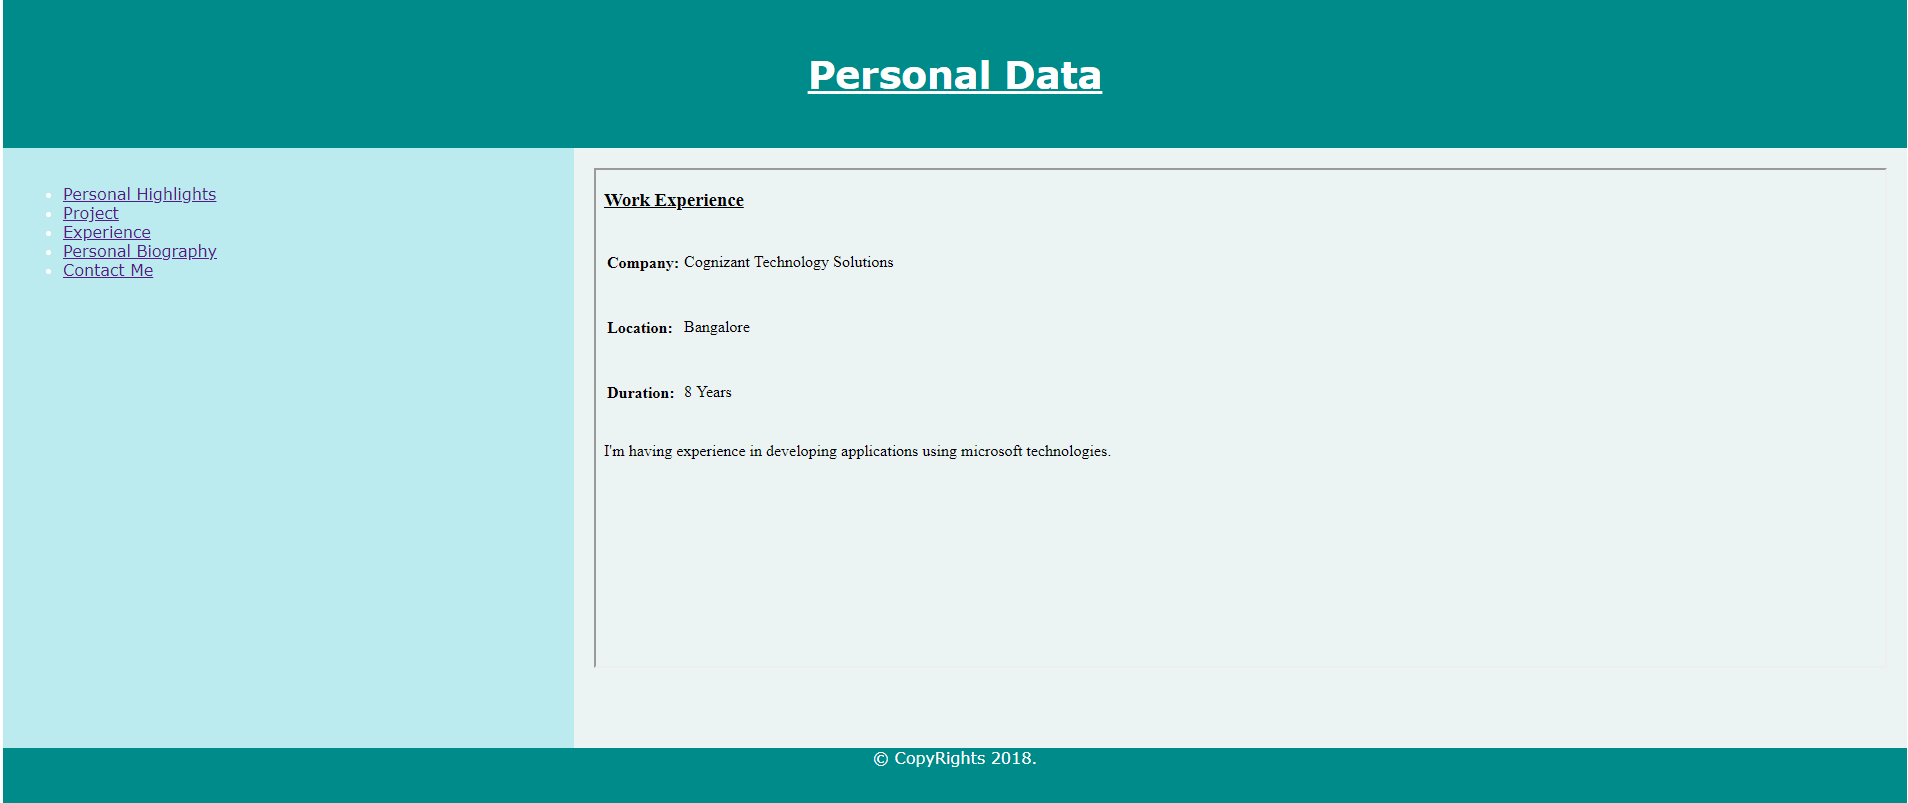 Personal Data
Personal Highlights
Project
Experience
Personal Biography
Contact Me
Work Experience
Company: Cognizant Technology Solutions
Location: Bangalore
Duration: 8 Years
I'm having experience in developing applications using microsoft technologies.
© CopyRights 2018.